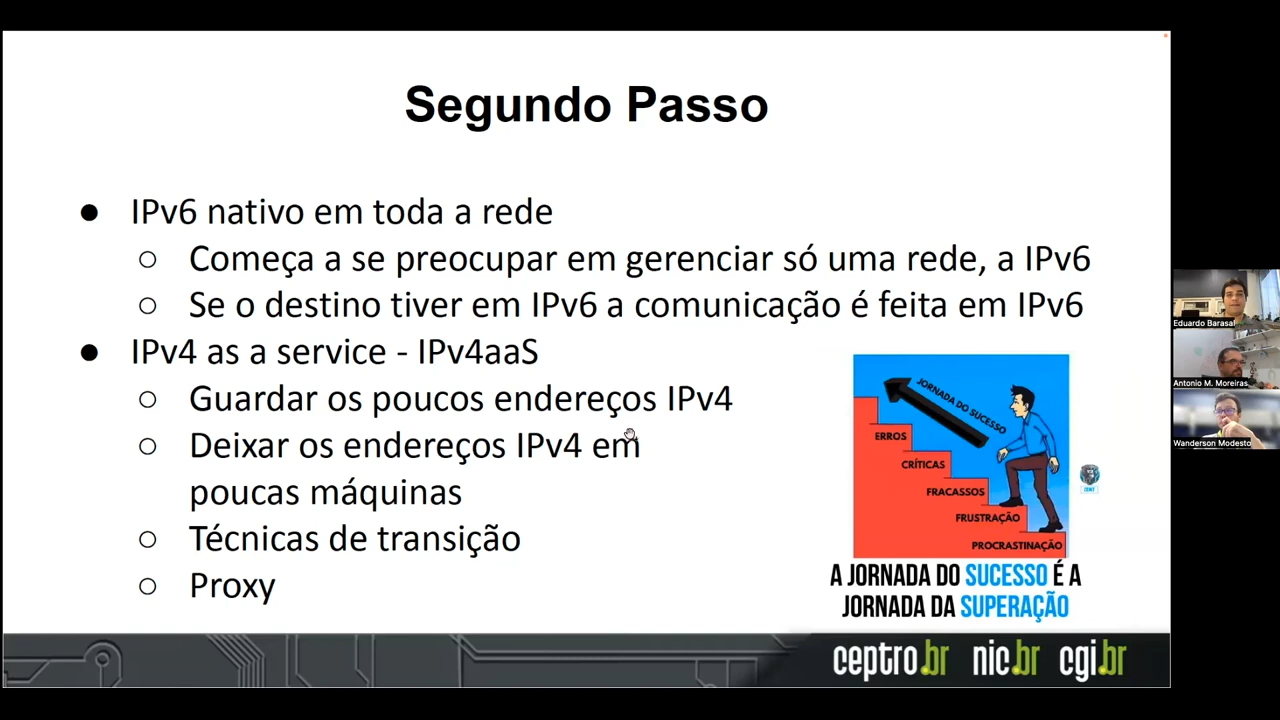 Segundo Passo
● IPv6 nativo em toda a rede
○ Começa a se preocupar em gerenciar só uma rede, a IPv6
○ Se o destino tiver em IPv6 a comunicação é feita em IPv6
● IPv4 as a service - IPv4aaS
○ Guardar os poucos endereços IPv4
○ Deixar os endereços IPv4 em
poucas máquinas
○ Técnicas de transição
○ Proxy
JORNADA DO SUCESSO
ERROS
CRÍTICAS
FRACASSOS
FRUSTRAÇÃO
PROCRASTINAÇÃO
A JORNADA DO SUCESSO É A
JORNADA DA SUPERAÇÃO
ceptro.br nic.br cgi.br
Eduardo Barasal
Antonio M. Moreiras
Wanderson Modesto